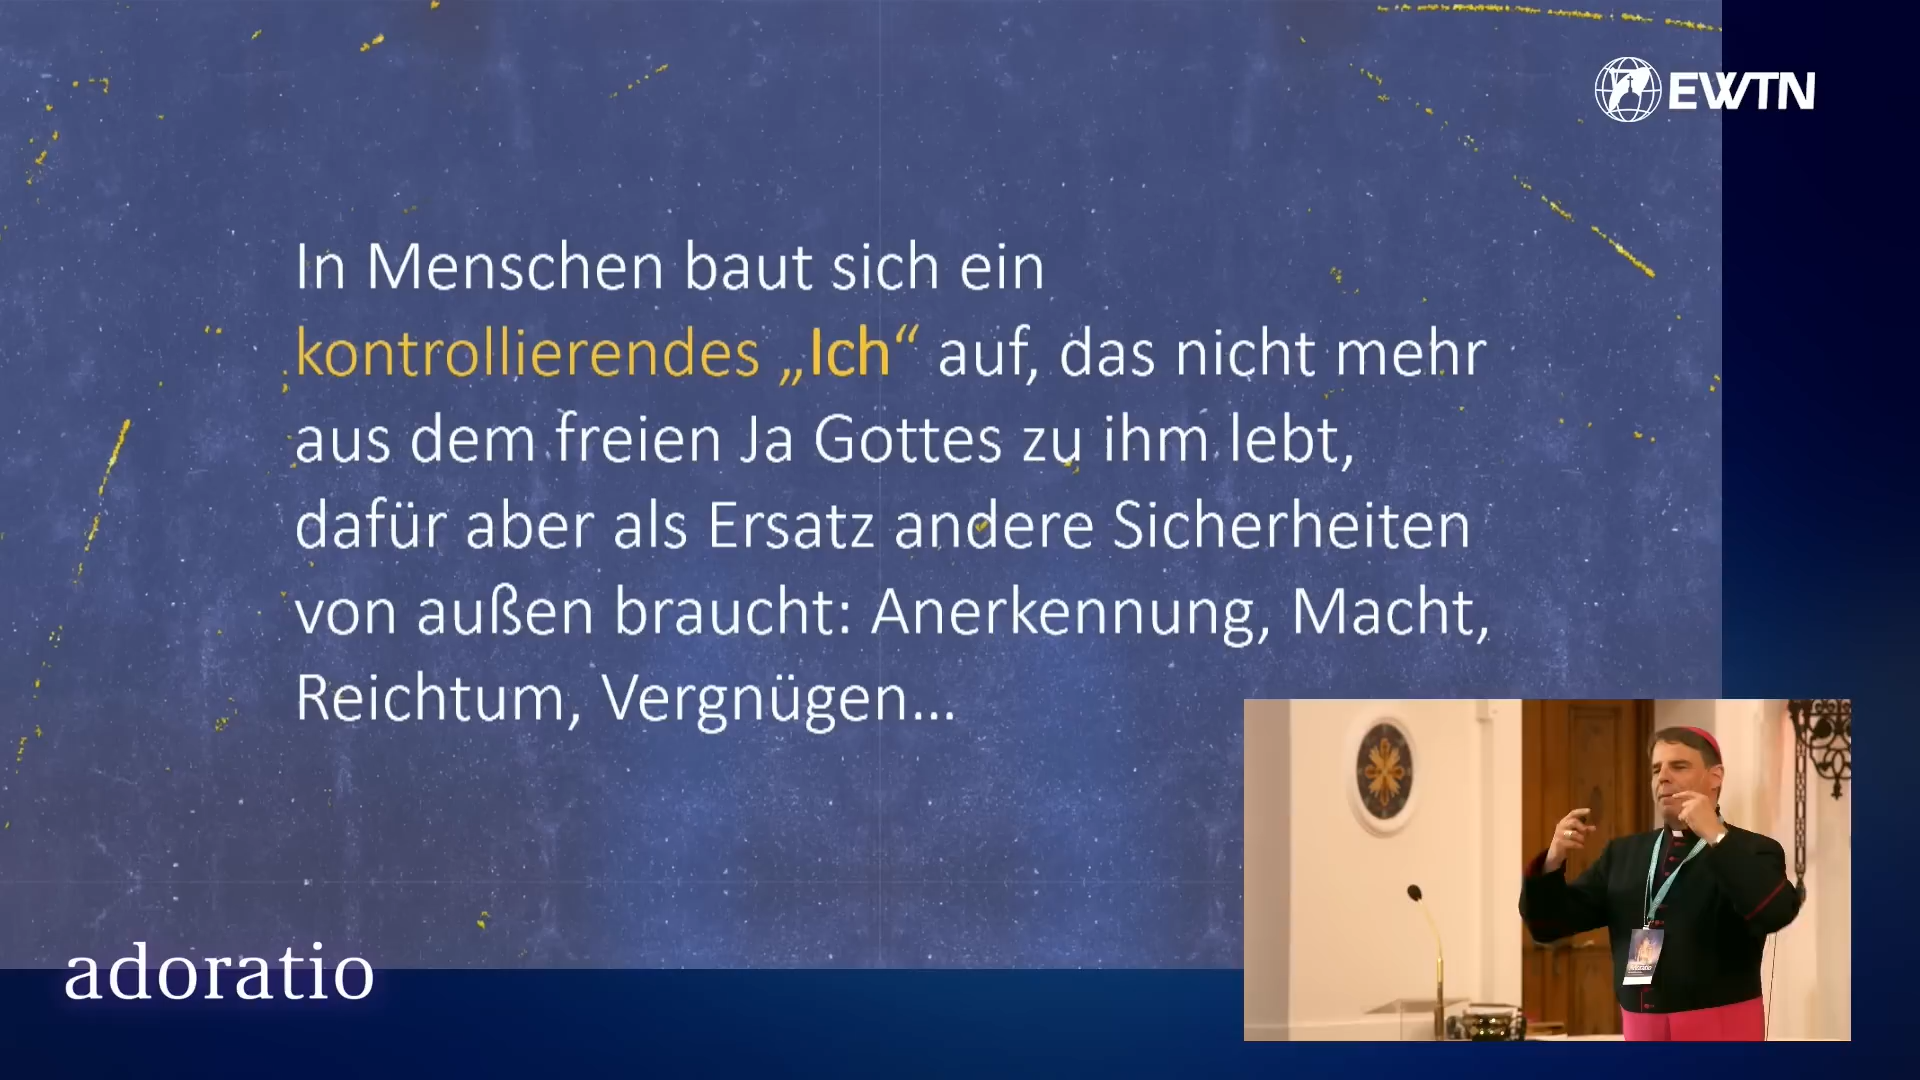 EWTN
In Menschen baut sich ein
kontrollierendes „Ich“ auf, das nicht mehr
aus dem freien Ja Gottes zu ihm lebt,
dafür aber als Ersatz andere Sicherheiten
von außen braucht: Anerkennung, Macht,
Reichtum, Vergnügen...
adoratio